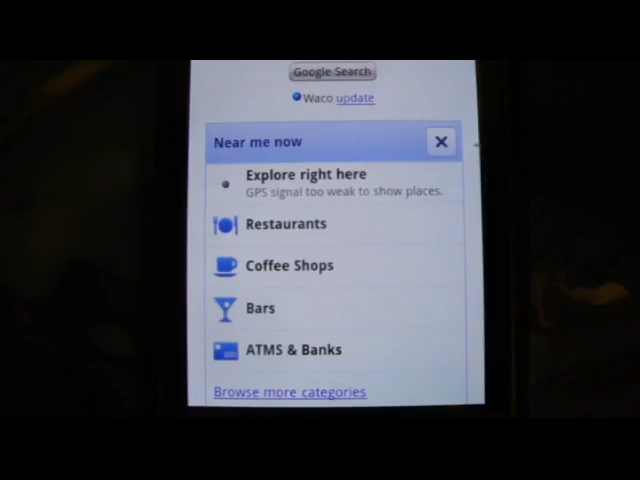 Google Search
Waco update
Near me now
Explore right here
GPS signal too weak to show places.
Restaurants
Coffee Shops
Bars
ATMS & Banks
Browse more categories